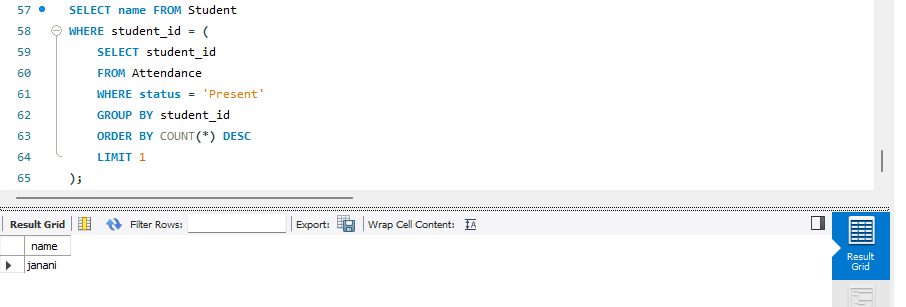 57 SELECT name FROM Student
58 WHERE student_id = (
59 SELECT student_id
60 FROM Attendance
61 WHERE status = 'Present'
62 GROUP BY student_id
63 ORDER BY COUNT(*) DESC
64 LIMIT 1
65 );
Result Grid Filter Rows: Export: Wrap Cell Content: IA
name
janani
Result
Grid